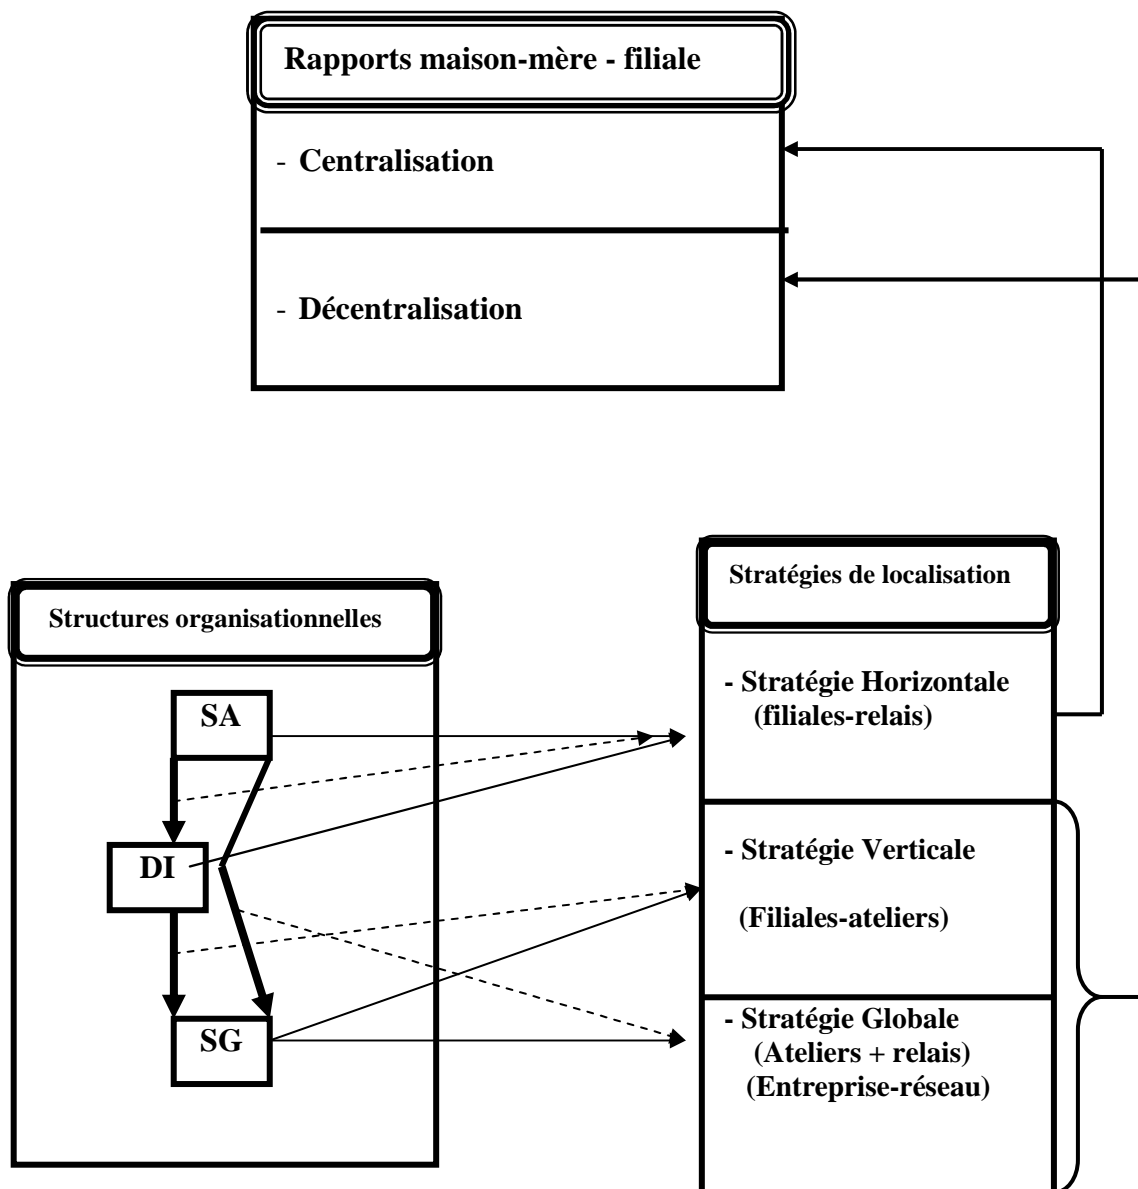 Rapports maison-mère - filiale
- Centralisation
- Décentralisation
Structures organisationnelles
SA
DI
SG
Stratégies de localisation
- Stratégie Horizontale
(filiales-relais)
- Stratégie Verticale
(Filiales-ateliers)
- Stratégie Globale
(Ateliers + relais)
(Entreprise-réseau)